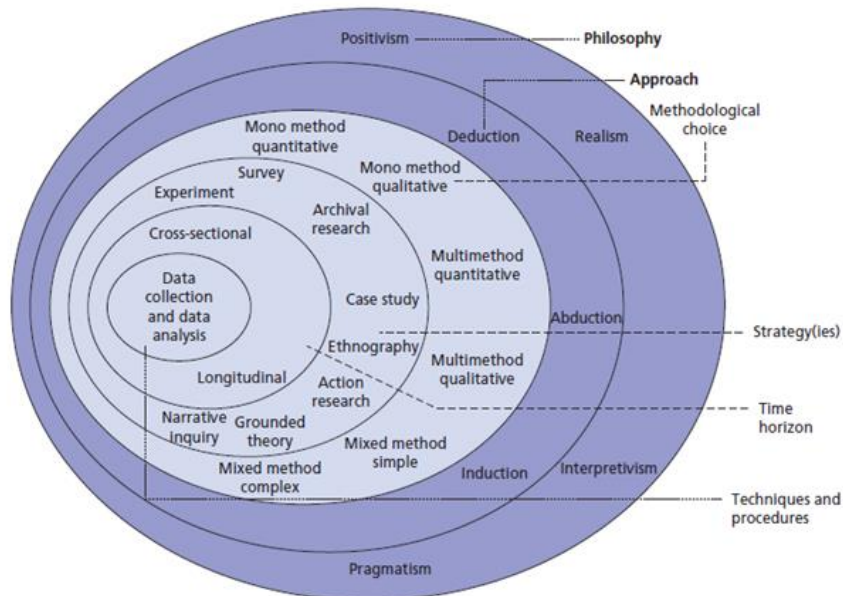 Positivism
Philosophy
Approach
Methodological
choice
Deduction
Realism
Mono method
quantitative
Mono method
qualitative
Survey
Experiment
Archival
research
Cross-sectional
Multimethod
quantitative
Data
collection
and data
analysis
Case study
Abduction
Strategy(ies)
Ethnography
Multimethod
qualitative
Longitudinal
Action
research
Time
horizon
Narrative
inquiry
Grounded
theory
Mixed method
simple
Mixed method
complex
Induction
Interpretivism
Techniques and
procedures
Pragmatism